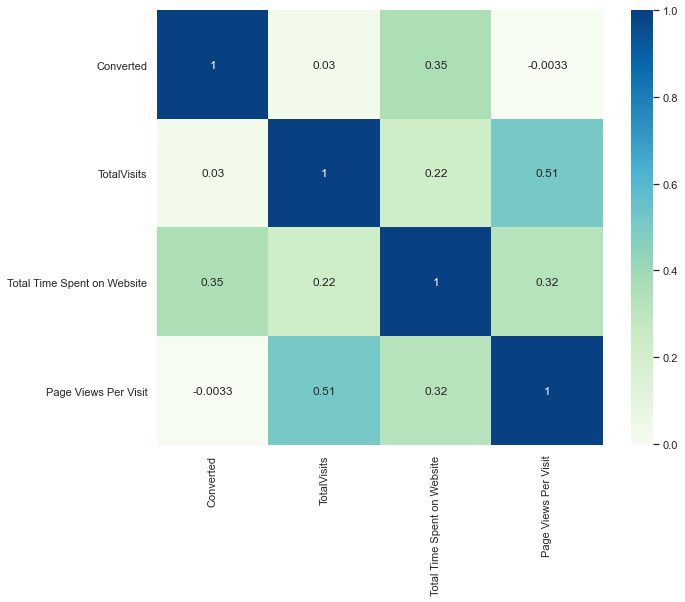 1.0
Converted
1 0.03 0.35 -0.0033
0.8
TotalVisits
0.03 1 0.22 0.51
0.6
0.4
Total Time Spent on Website
0.35 0.22 1 0.32
0.2
Page Views Per Visit
-0.0033 0.51 0.32 1
0.0
Converted
TotalVisits
Total Time Spent on Website
Page Views Per Visit